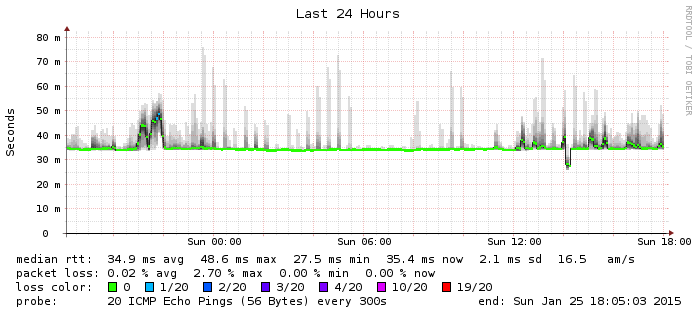 Last 24 Hours
RRDTOOL / TOBI OETIKER
Seconds
80 m
70 m
60 m
50 m
40 m
30 m
20 m
10 m
0
Sun 00:00 Sun 06:00 Sun 12:00 Sun 18:00
median rtt: 34.9 ms avg 48.6 ms max 27.5 ms min 35.4 ms now 2.1 ms sd 16.5 am/s
packet loss: 0.02 % avg 2.70 % max 0.00 % min 0.00 % now
loss color: 0 1/20 2/20 3/20 4/20 10/20 19/20
probe: 20 ICMP Echo Pings (56 Bytes) every 300s end: Sun Jan 25 18:05:03 2015